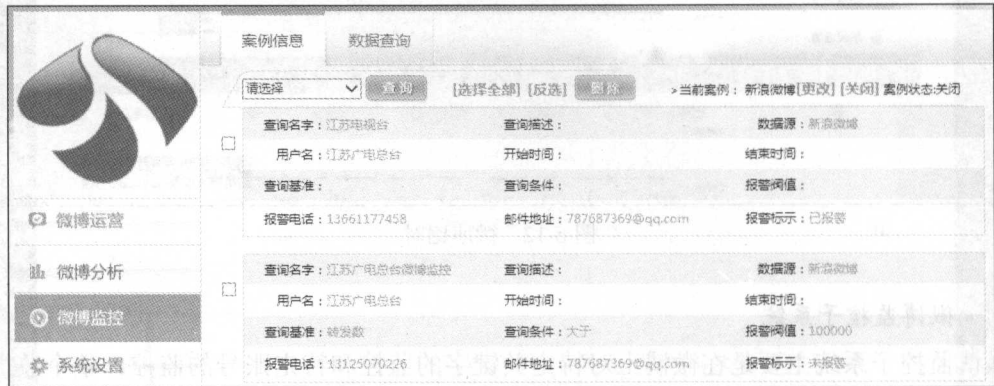 案例信息 数据查询
请选择 查询 [选择全部] [反选] 删除 >当前案例： 新浪微博[更改] [关闭] 案例状态:关闭
查询名字：江苏电视台 查询描述： 数据源：新浪微博
用户名：江苏广电总台 开始时间： 结束时间：
查询基准： 查询条件： 报警阀值：
报警电话：13661177458 邮件地址：787687369@qq.com 报警标示：已报警
查询名字：江苏广电总台微博监控 查询描述： 数据源：新浪微博
用户名：江苏广电总台 开始时间： 结束时间：
查询基准：转发数 查询条件：大于 报警阀值：100000
报警电话：13125070226 邮件地址：787687369@qq.com 报警标示：未报警
微博运营
微博分析
微博监控
系统设置